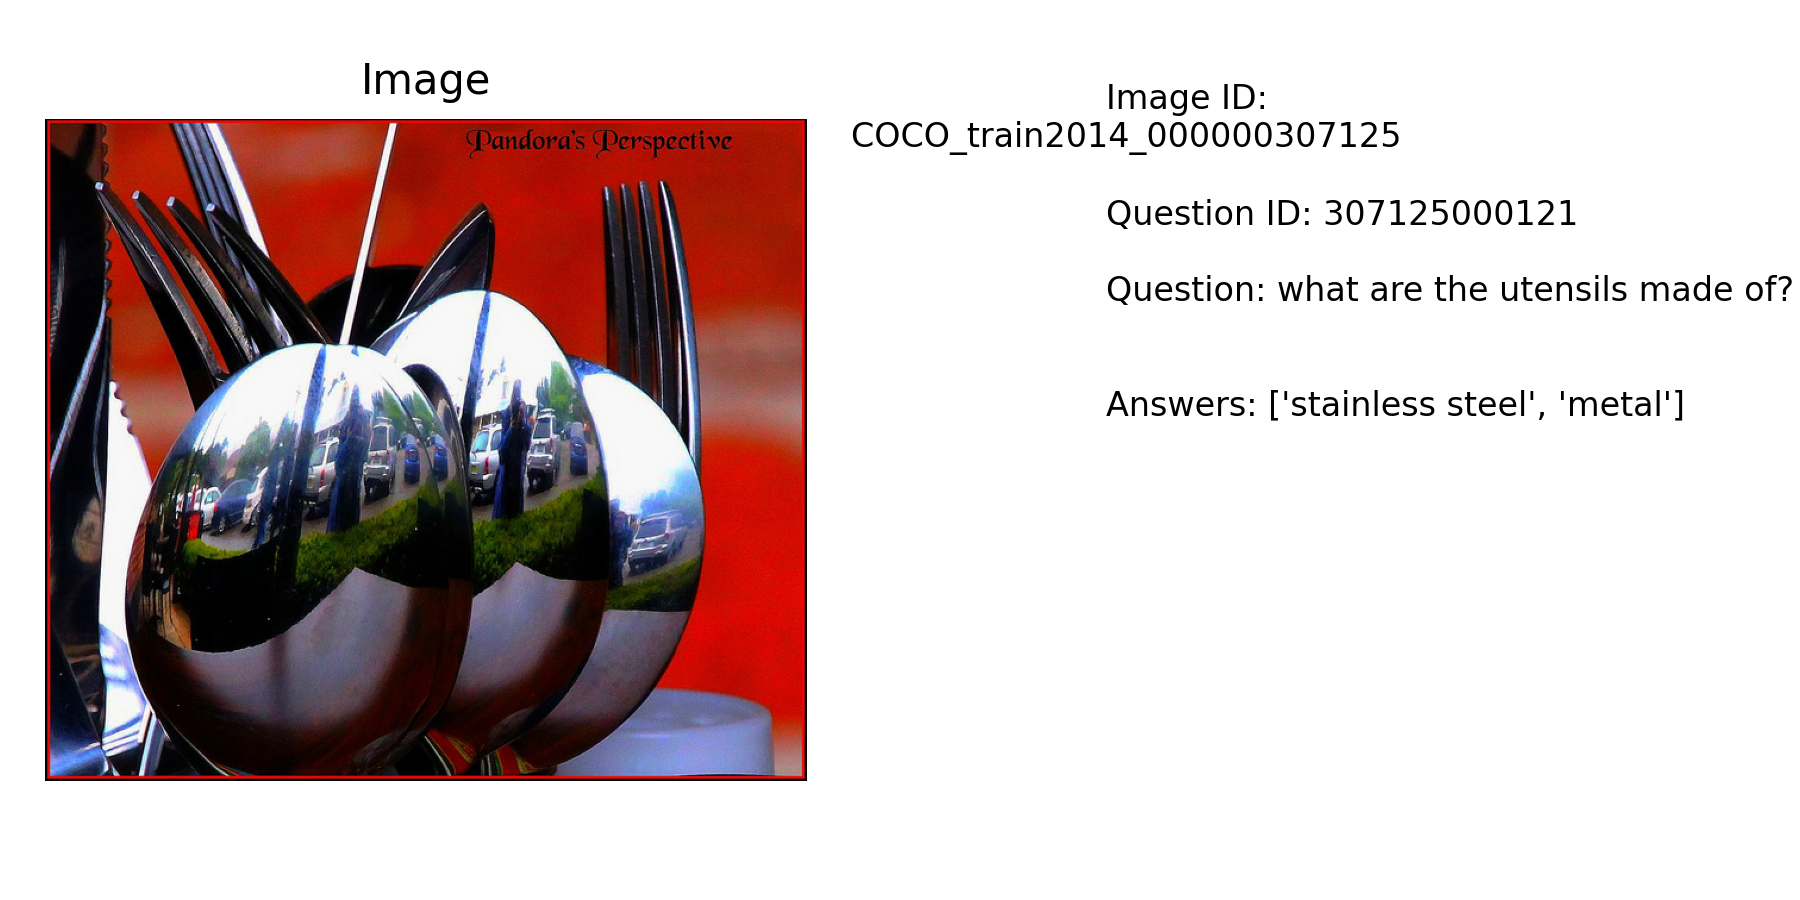 Image
Pandora's Perspective
Image ID:
COCO_train2014_000000307125
Question ID: 307125000121
Question: what are the utensils made of?
Answers: ['stainless steel', 'metal']